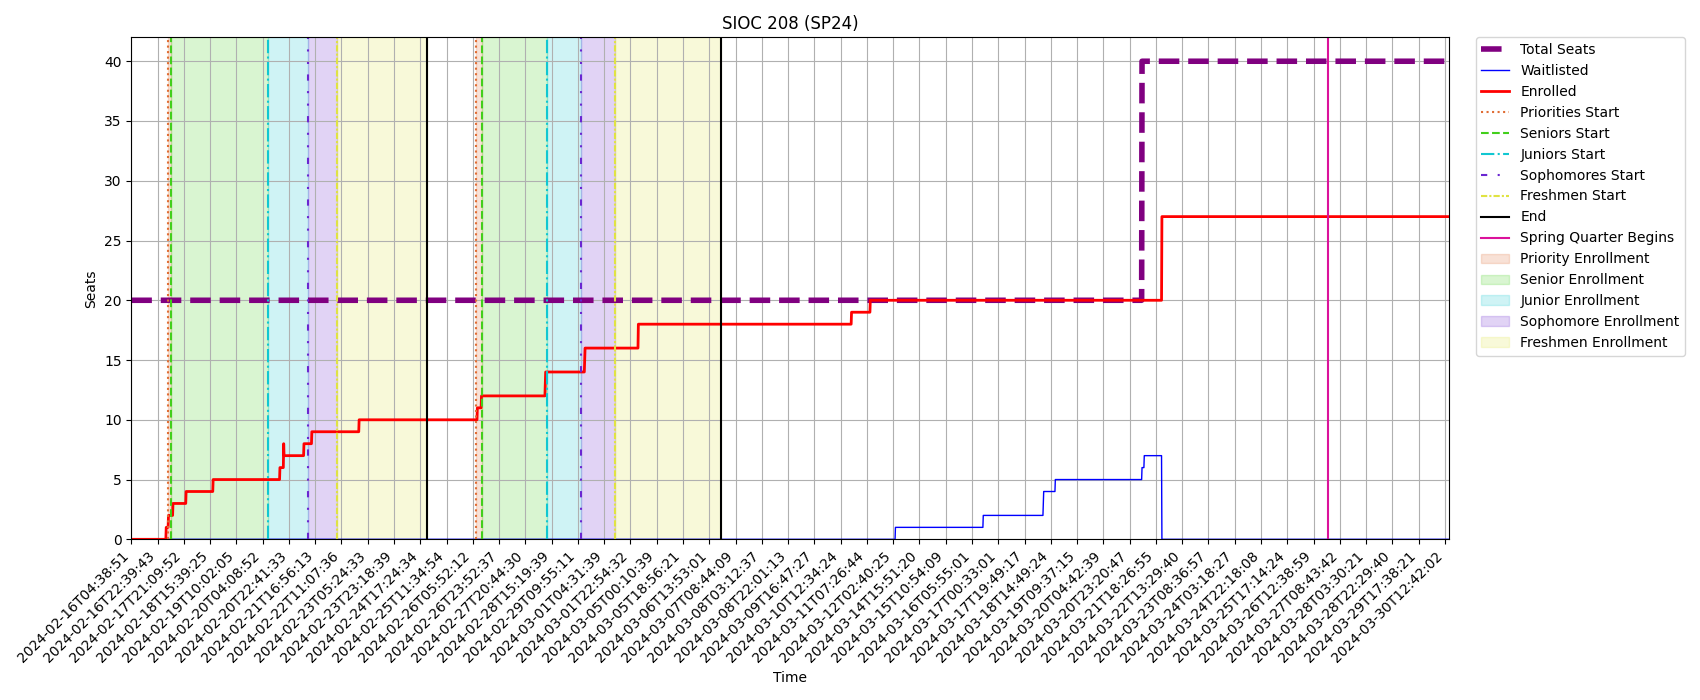 SIOC 208 (SP24)
Seats
40
35
30
25
20
15
10
5
0
2024-02-16T04:38:51
2024-02-16T22:39:43
2024-02-17T21:09:52
2024-02-18T15:39:25
2024-02-19T10:02:05
2024-02-20T04:08:52
2024-02-20T22:41:33
2024-02-21T16:56:13
2024-02-22T11:07:36
2024-02-23T05:24:33
2024-02-23T23:18:39
2024-02-24T17:24:34
2024-02-25T11:34:54
2024-02-26T05:52:12
2024-02-26T23:52:37
2024-02-27T20:44:30
2024-02-28T15:19:39
2024-02-29T09:55:11
2024-03-01T04:31:39
2024-03-01T22:54:32
2024-03-05T00:10:39
2024-03-05T18:56:21
2024-03-06T13:53:01
2024-03-07T08:44:09
2024-03-08T03:12:37
2024-03-08T22:01:13
2024-03-09T16:47:27
2024-03-10T12:34:24
2024-03-11T07:26:44
2024-03-12T02:40:25
2024-03-14T15:51:20
2024-03-15T10:54:09
2024-03-16T05:55:01
2024-03-17T00:33:01
2024-03-17T19:49:17
2024-03-18T14:49:24
2024-03-19T09:37:15
2024-03-20T04:42:39
2024-03-20T23:20:47
2024-03-21T18:26:55
2024-03-22T13:29:40
2024-03-23T08:36:57
2024-03-24T03:18:27
2024-03-24T22:18:08
2024-03-25T17:14:24
2024-03-26T12:38:59
2024-03-27T08:43:42
2024-03-28T03:30:21
2024-03-28T22:29:40
2024-03-29T17:38:21
2024-03-30T12:42:02
Time
Total Seats
Waitlisted
Enrolled
Priorities Start
Seniors Start
Juniors Start
Sophomores Start
Freshmen Start
End
Spring Quarter Begins
Priority Enrollment
Senior Enrollment
Junior Enrollment
Sophomore Enrollment
Freshmen Enrollment